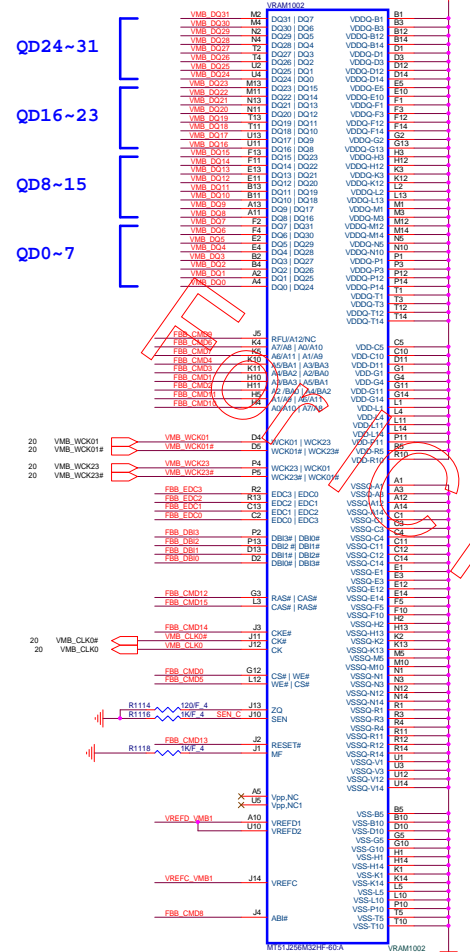 VRAM1002
QD24~31
QD16~23
QD8~15
QD0~7
VMB_DQ31 M2 DQ31 | DQ7
VMB_DQ30 M4 DQ30 | DQ6
VMB_DQ29 N2 DQ29 | DQ5
VMB_DQ28 N4 DQ28 | DQ4
VMB_DQ27 T2 DQ27 | DQ3
VMB_DQ26 T4 DQ26 | DQ2
VMB_DQ25 U2 DQ25 | DQ1
VMB_DQ24 U4 DQ24 | DQ0
VMB_DQ23 M13 DQ23 | DQ15
VMB_DQ22 M11 DQ22 | DQ14
VMB_DQ21 N13 DQ21 | DQ13
VMB_DQ20 N11 DQ20 | DQ12
VMB_DQ19 T13 DQ19 | DQ11
VMB_DQ18 T11 DQ18 | DQ10
VMB_DQ17 U13 DQ17 | DQ9
VMB_DQ16 U11 DQ16 | DQ8
VMB_DQ15 F13 DQ15 | DQ23
VMB_DQ14 F11 DQ14 | DQ22
VMB_DQ13 E13 DQ13 | DQ21
VMB_DQ12 E11 DQ12 | DQ20
VMB_DQ11 B13 DQ11 | DQ19
VMB_DQ10 B11 DQ10 | DQ18
VMB_DQ9 A13 DQ9 | DQ17
VMB_DQ8 A11 DQ8 | DQ16
VMB_DQ7 F2 DQ7 | DQ31
VMB_DQ6 F4 DQ6 | DQ30
VMB_DQ5 E2 DQ5 | DQ29
VMB_DQ4 E4 DQ4 | DQ28
VMB_DQ3 B2 DQ3 | DQ27
VMB_DQ2 B4 DQ2 | DQ26
VMB_DQ1 A2 DQ1 | DQ25
VMB_DQ0 A4 DQ0 | DQ24
FBB_CMD9 J5 RFU/A12/NC
FBB_CMD6 K4 A7/A8 | A0/A10
FBB_CMD7 K5 A6/A11 | A1/A9
FBB_CMD4 K10 A5/BA1 | A3/BA3
FBB_CMD3 K11 A4/BA2 | A2/BA0
FBB_CMD1 H10 A3/BA3 | A5/BA1
FBB_CMD2 H11 A2 /BA0 | A4/BA2
FBB_CMD11 H5 A1/A9 | A6/A11
FBB_CMD10 H4 A0/A10 | A7/A8
20 VMB_WCK01 VMB_WCK01 D4 WCK01 | WCK23
20 VMB_WCK01# VMB_WCK01# D5 WCK01# | WCK23#
20 VMB_WCK23 VMB_WCK23 P4 WCK23 | WCK01
20 VMB_WCK23# VMB_WCK23# P5 WCK23# | WCK01#
FBB_EDC3 R2 EDC3 | EDC0
FBB_EDC2 R13 EDC2 | EDC1
FBB_EDC1 C13 EDC1 | EDC2
FBB_EDC0 C2 EDC0 | EDC3
FBB_DBI3 P2 DBI3# | DBI0#
FBB_DBI2 P13 DBI2 # | DBI1#
FBB_DBI1 D13 DBI1# | DBI2#
FBB_DBI0 D2 DBI0# | DBI3#
FBB_CMD12 G3 RAS# | CAS#
FBB_CMD15 L3 CAS# | RAS#
FBB_CMD14 J3 CKE#
20 VMB_CLK0# VMB_CLK0# J11 CK#
20 VMB_CLK0 VMB_CLK0 J12 CK
FBB_CMD0 G12 CS# | WE#
FBB_CMD5 L12 WE# | CS#
R1114 120/F_4 J13 ZQ
R1116 1K/F_4 SEN_C J10 SEN
FBB_CMD13 J2 RESET#
R1118 1K/F_4 J1 MF
A5 Vpp,NC
U5 Vpp,NC1
VREFD_VMB1 A10 VREFD1
U10 VREFD2
VREFC_VMB1 J14 VREFC
FBB_CMD8 J4 ABI#
VDDQ-B1 B1
VDDQ-B3 B3
VDDQ-B12 B12
VDDQ-B14 B14
VDDQ-D1 D1
VDDQ-D3 D3
VDDQ-D12 D12
VDDQ-D14 D14
VDDQ-E5 E5
VDDQ-E10 E10
VDDQ-F1 F1
VDDQ-F3 F3
VDDQ-F12 F12
VDDQ-F14 F14
VDDQ-G2 G2
VDDQ-G13 G13
VDDQ-H3 H3
VDDQ-H12 H12
VDDQ-K3 K3
VDDQ-K12 K12
VDDQ-L2 L2
VDDQ-L13 L13
VDDQ-M1 M1
VDDQ-M3 M3
VDDQ-M12 M12
VDDQ-M14 M14
VDDQ-N5 N5
VDDQ-N10 N10
VDDQ-P1 P1
VDDQ-P3 P3
VDDQ-P12 P12
VDDQ-P14 P14
VDDQ-T1 T1
VDDQ-T3 T3
VDDQ-T12 T12
VDDQ-T14 T14
VDD-C5 C5
VDD-C10 C10
VDD-D11 D11
VDD-G1 G1
VDD-G4 G4
VDD-G11 G11
VDD-G14 G14
VDD-L1 L1
VDD-L4 L4
VDD-L11 L11
VDD-L14 L14
VDD-P11 P11
VDD-R5 R5
VDD-R10 R10
VSSQ-A1 A1
VSSQ-A3 A3
VSSQ-A12 A12
VSSQ-A14 A14
VSSQ-C1 C1
VSSQ-C3 C3
VSSQ-C4 C4
VSSQ-C11 C11
VSSQ-C12 C12
VSSQ-C14 C14
VSSQ-E1 E1
VSSQ-E3 E3
VSSQ-E12 E12
VSSQ-E14 E14
VSSQ-F5 F5
VSSQ-F10 F10
VSSQ-H2 H2
VSSQ-H13 H13
VSSQ-K2 K2
VSSQ-K13 K13
VSSQ-M5 M5
VSSQ-M10 M10
VSSQ-N1 N1
VSSQ-N3 N3
VSSQ-N12 N12
VSSQ-N14 N14
VSSQ-R1 R1
VSSQ-R3 R3
VSSQ-R4 R4
VSSQ-R11 R11
VSSQ-R12 R12
VSSQ-R14 R14
VSSQ-U1 U1
VSSQ-U3 U3
VSSQ-V12 U12
VSSQ-V14 U14
VSS-B5 B5
VSS-B10 B10
VSS-D10 D10
VSS-G5 G5
VSS-G10 G10
VSS-H1 H1
VSS-H14 H14
VSS-K1 K1
VSS-K14 K14
VSS-L5 L5
VSS-L10 L10
VSS-P10 P10
VSS-T5 T5
VSS-T10 T10
MT51J256M32HF-60:A VRAM1002